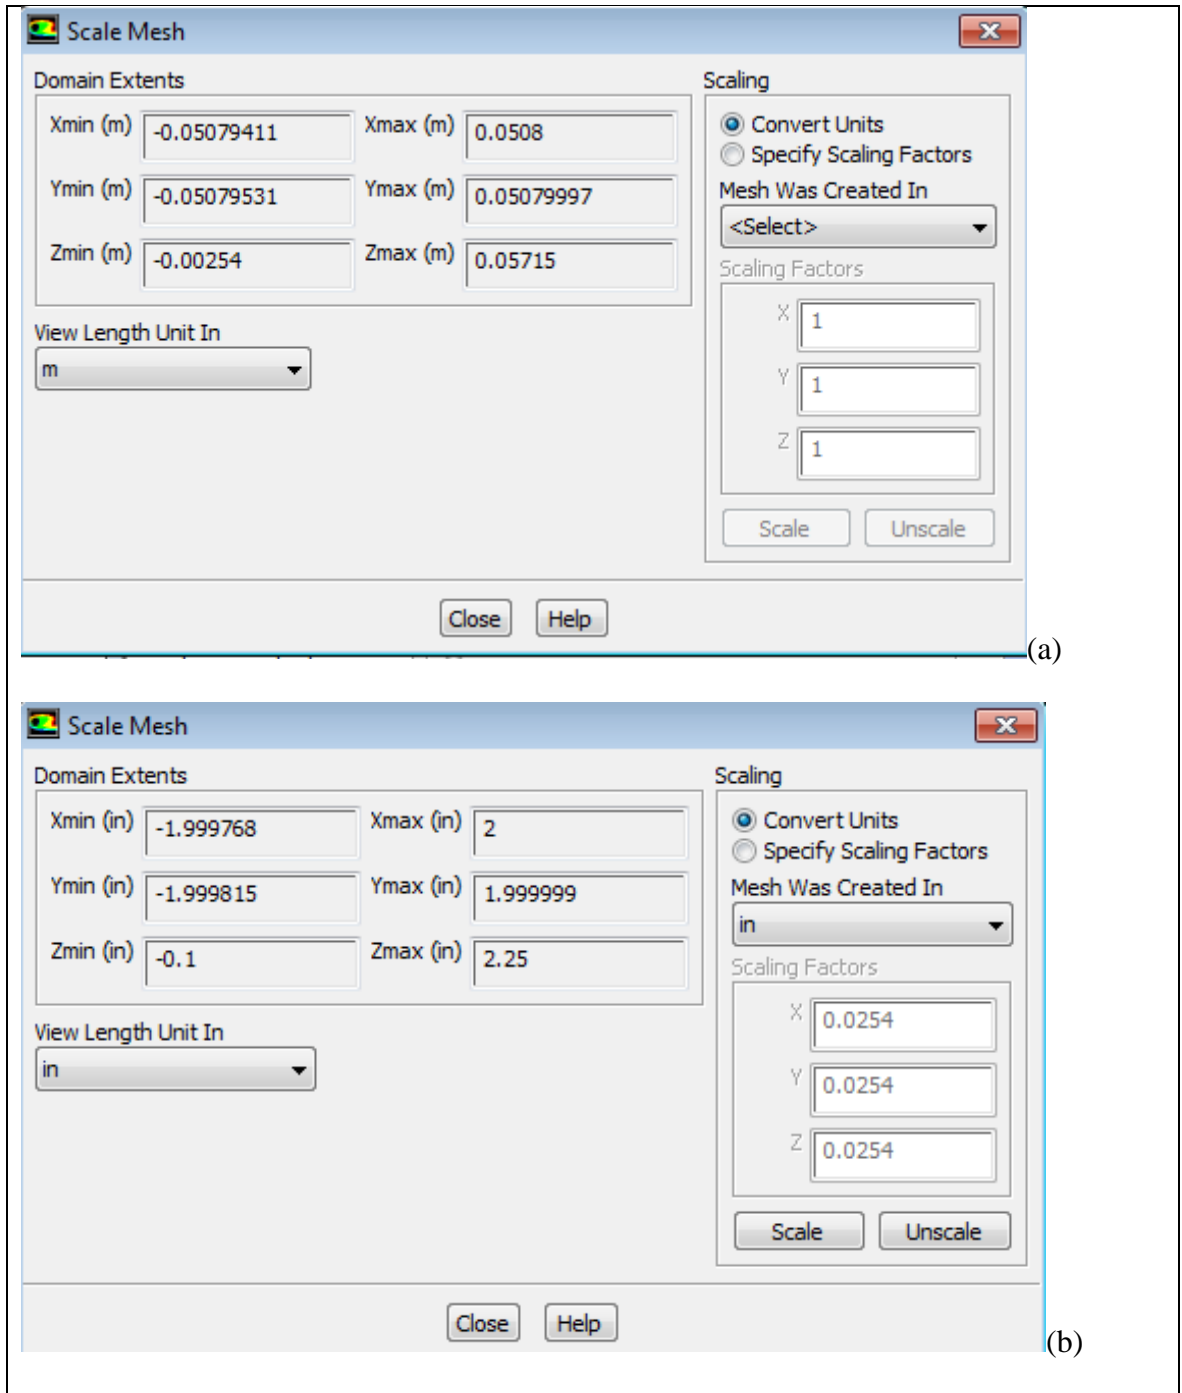 Scale Mesh
Domain Extents
Scaling
Xmin (m) -0.05079411 Xmax (m) 0.0508
Convert Units
Specify Scaling Factors
Ymin (m) -0.05079531 Ymax (m) 0.05079997
Mesh Was Created In
<Select>
Zmin (m) -0.00254 Zmax (m) 0.05715
Scaling Factors
X 1
View Length Unit In
m
Y 1
Z 1
Scale Unscale
Close Help
(a)
Scale Mesh
Domain Extents
Scaling
Xmin (in) -1.999768 Xmax (in) 2
Convert Units
Specify Scaling Factors
Ymin (in) -1.999815 Ymax (in) 1.999999
Mesh Was Created In
in
Zmin (in) -0.1 Zmax (in) 2.25
Scaling Factors
X 0.0254
View Length Unit In
in
Y 0.0254
Z 0.0254
Scale Unscale
Close Help
(b)